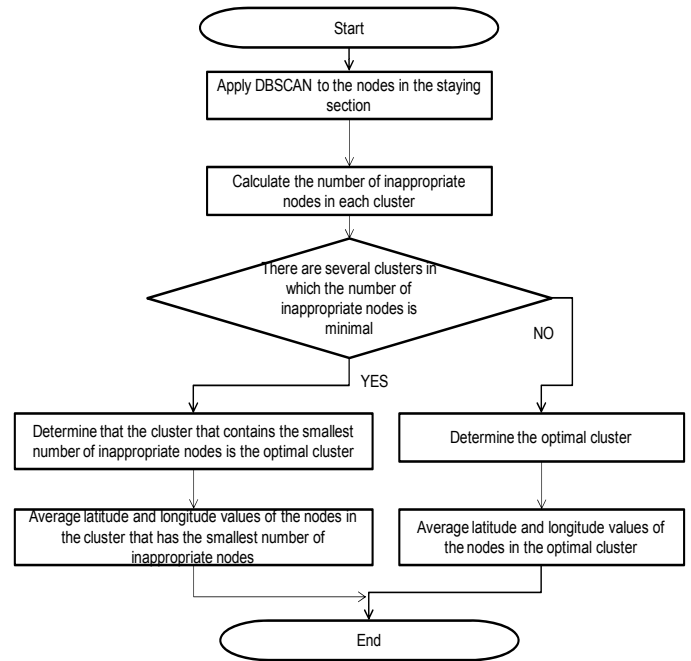 Start
Apply DBSCAN to the nodes in the staying
section
Calculate the number of inappropriate
nodes in each cluster
There are several clusters in
which the number of
inappropriate nodes is
minimal
NO
YES
Determine that the cluster that contains the smallest
number of inappropriate nodes is the optimal cluster
Determine the optimal cluster
Average latitude and longitude values of the nodes in
the cluster that has the smallest number of
inappropriate nodes
Average latitude and longitude values of
the nodes in the optimal cluster
End